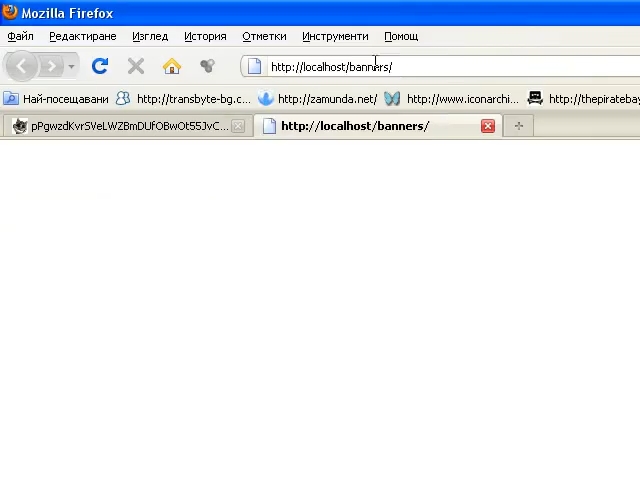 Mozilla Firefox
Файл Редактиране Изглед История Отметки Инструменти Помощ
http://localhost/banners/
Най-посещавани http://transbyte-bg.c... http://zamunda.net/ http://www.iconarchi... http://thepiratebay
pPgwzdKvrSVeLWZBmDUfOBwOt55JvC... http://localhost/banners/